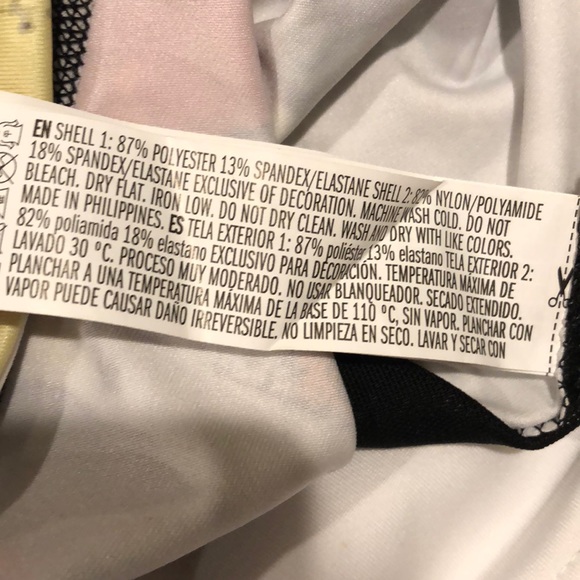 EN SHELL 1: 87% POLYESTER 13% SPANDEX/ELASTANE SHELL 2: 82% NYLON/POLYAMIDE
18% SPANDEX/ELASTANE EXCLUSIVE OF DECORATION. MACHINE WASH COLD. DO NOT
BLEACH. DRY FLAT. IRON LOW. DO NOT DRY CLEAN. WASH AND DRY WITH LIKE COLORS.
MADE IN PHILIPPINES. ES TELA EXTERIOR 1: 87% poliéster 13% elastano TELA EXTERIOR 2:
82% poliamida 18% elastano EXCLUSIVO PARA DECORACIÓN. TEMPERATURA MÁXIMA DE
LAVADO 30 ºC. PROCESO MUY MODERADO. NO USAR BLANQUEADOR. SECADO EXTENDIDO.
PLANCHAR A UNA TEMPERATURA MÁXIMA DE LA BASE DE 110 ºC, SIN VAPOR. PLANCHAR CON
VAPOR PUEDE CAUSAR DAÑO IRREVERSIBLE. NO LIMPIEZA EN SECO. LAVAR Y SECAR CON